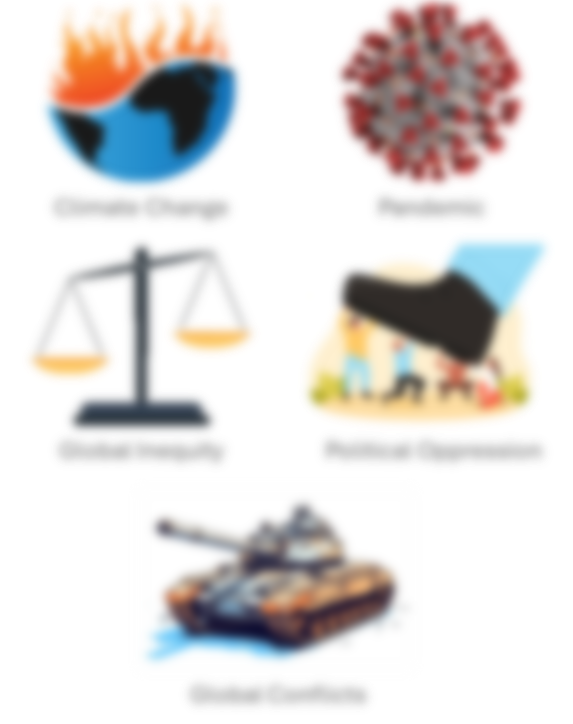 Climate Change
Pandemic
Global Inequity
Political Oppression
Global Conflicts